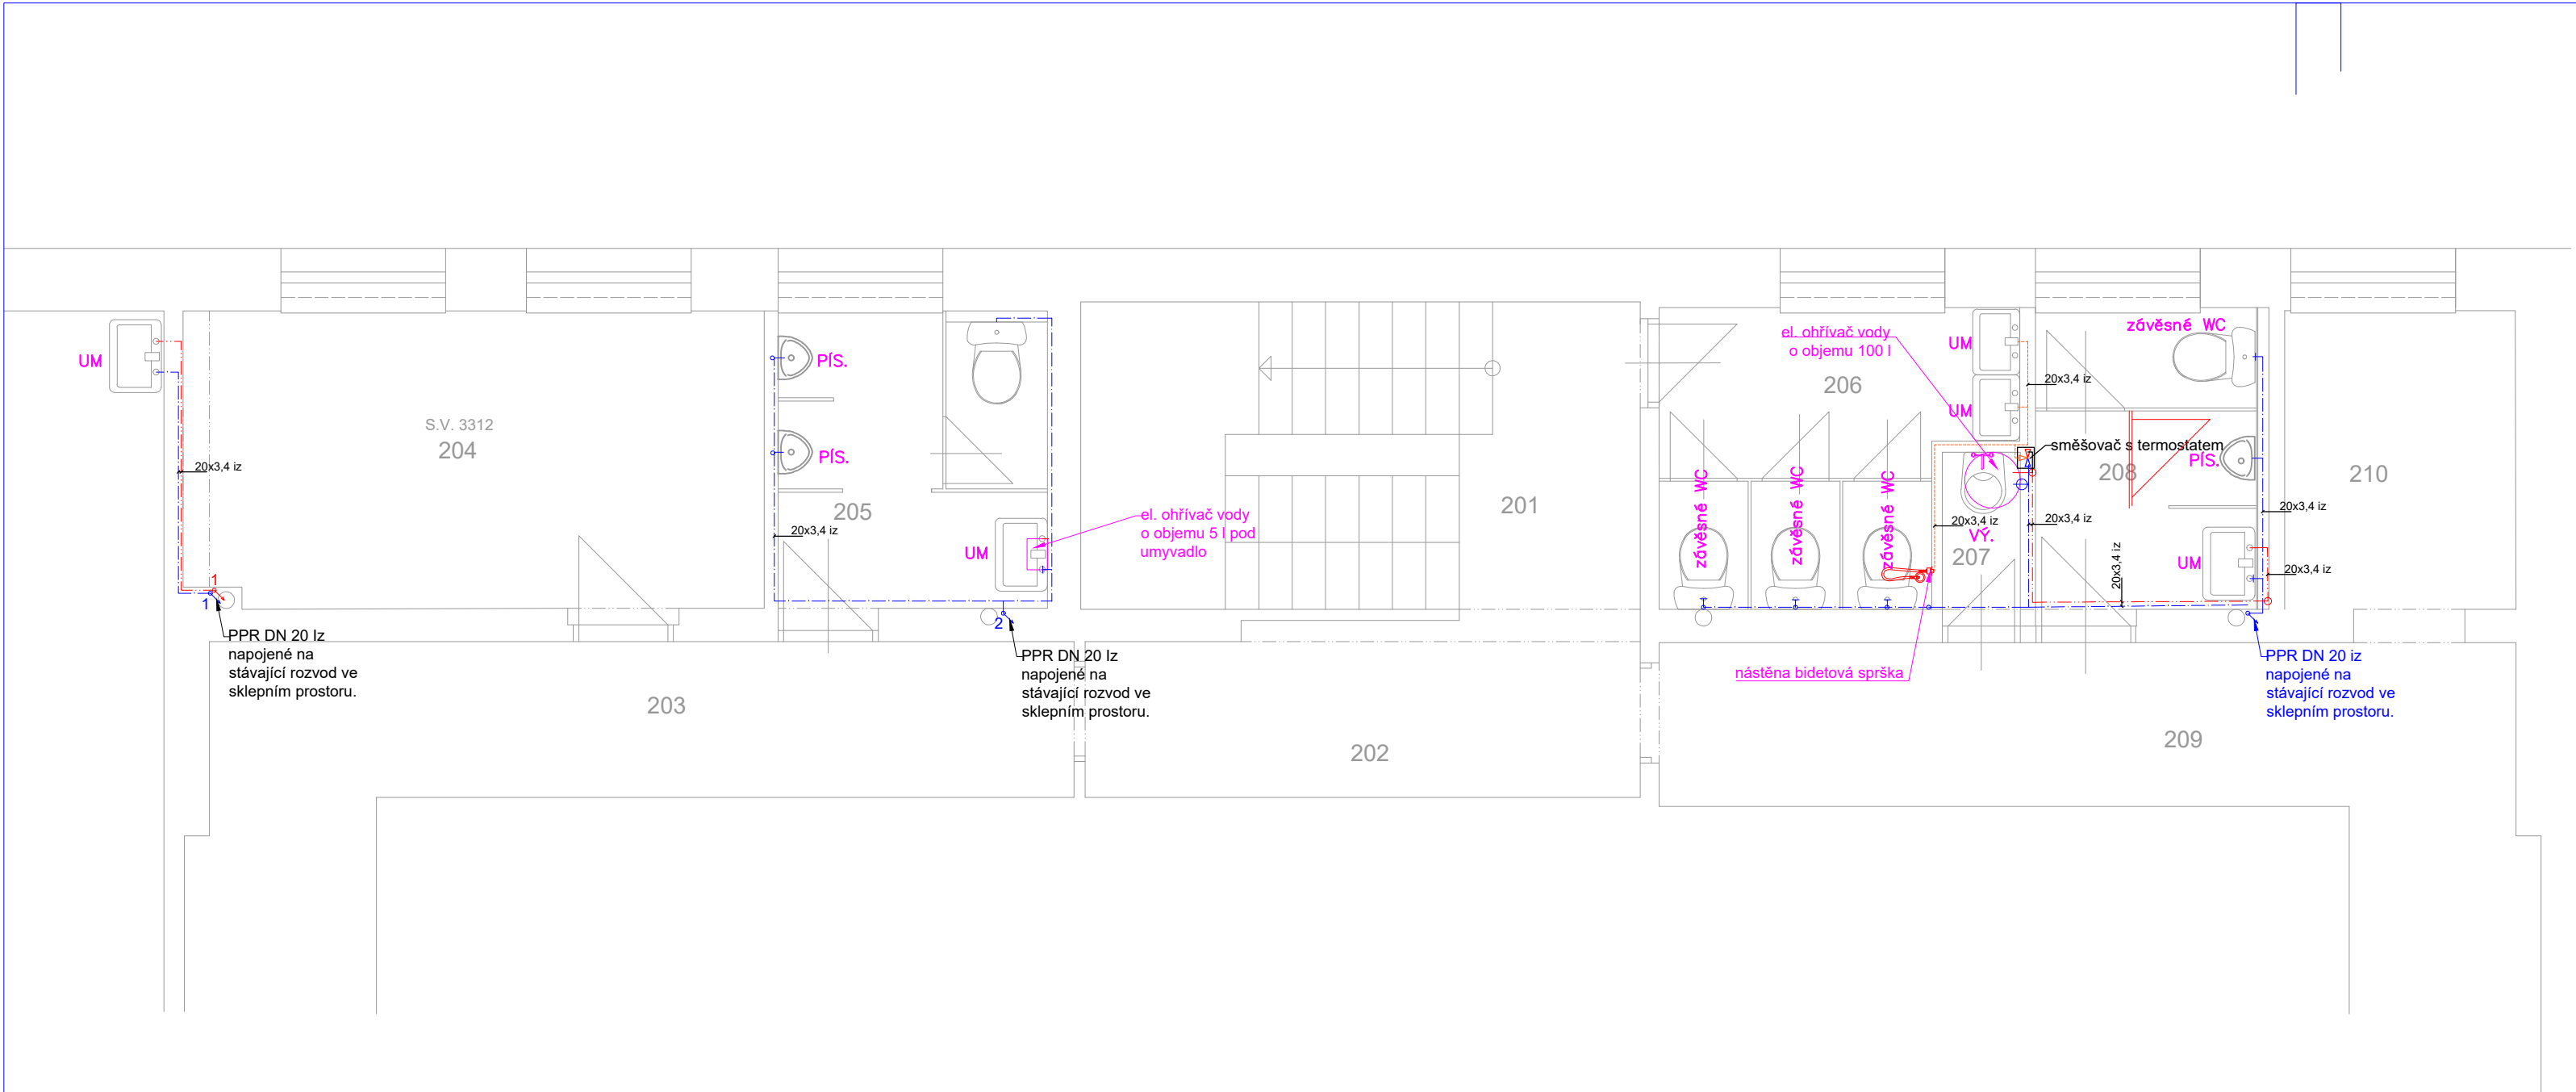 UM
20x3,4 iz
1
1
PPR DN 20 Iz
napojené na
stávající rozvod ve
sklepním prostoru.
S.V. 3312
204
PÍS.
PÍS.
205
20x3,4 iz
UM
el. ohřívač vody
o objemu 5 l pod
umyvadlo
2
PPR DN 20 Iz
napojené na
stávající rozvod ve
sklepním prostoru.
203
201
202
el. ohřívač vody
o objemu 100 l
206
UM
UM
závěsné WC
závěsné WC
závěsné WC
20x3,4 iz
VÝ.
207
nástěna bidetová sprška
závěsné WC
20x3,4 iz
směšovač s termostatem
208
PÍS.
20x3,4 iz
20x3,4 iz
UM
20x3,4 iz
20x3,4 iz
210
PPR DN 20 iz
napojené na
stávající rozvod ve
sklepním prostoru.
209